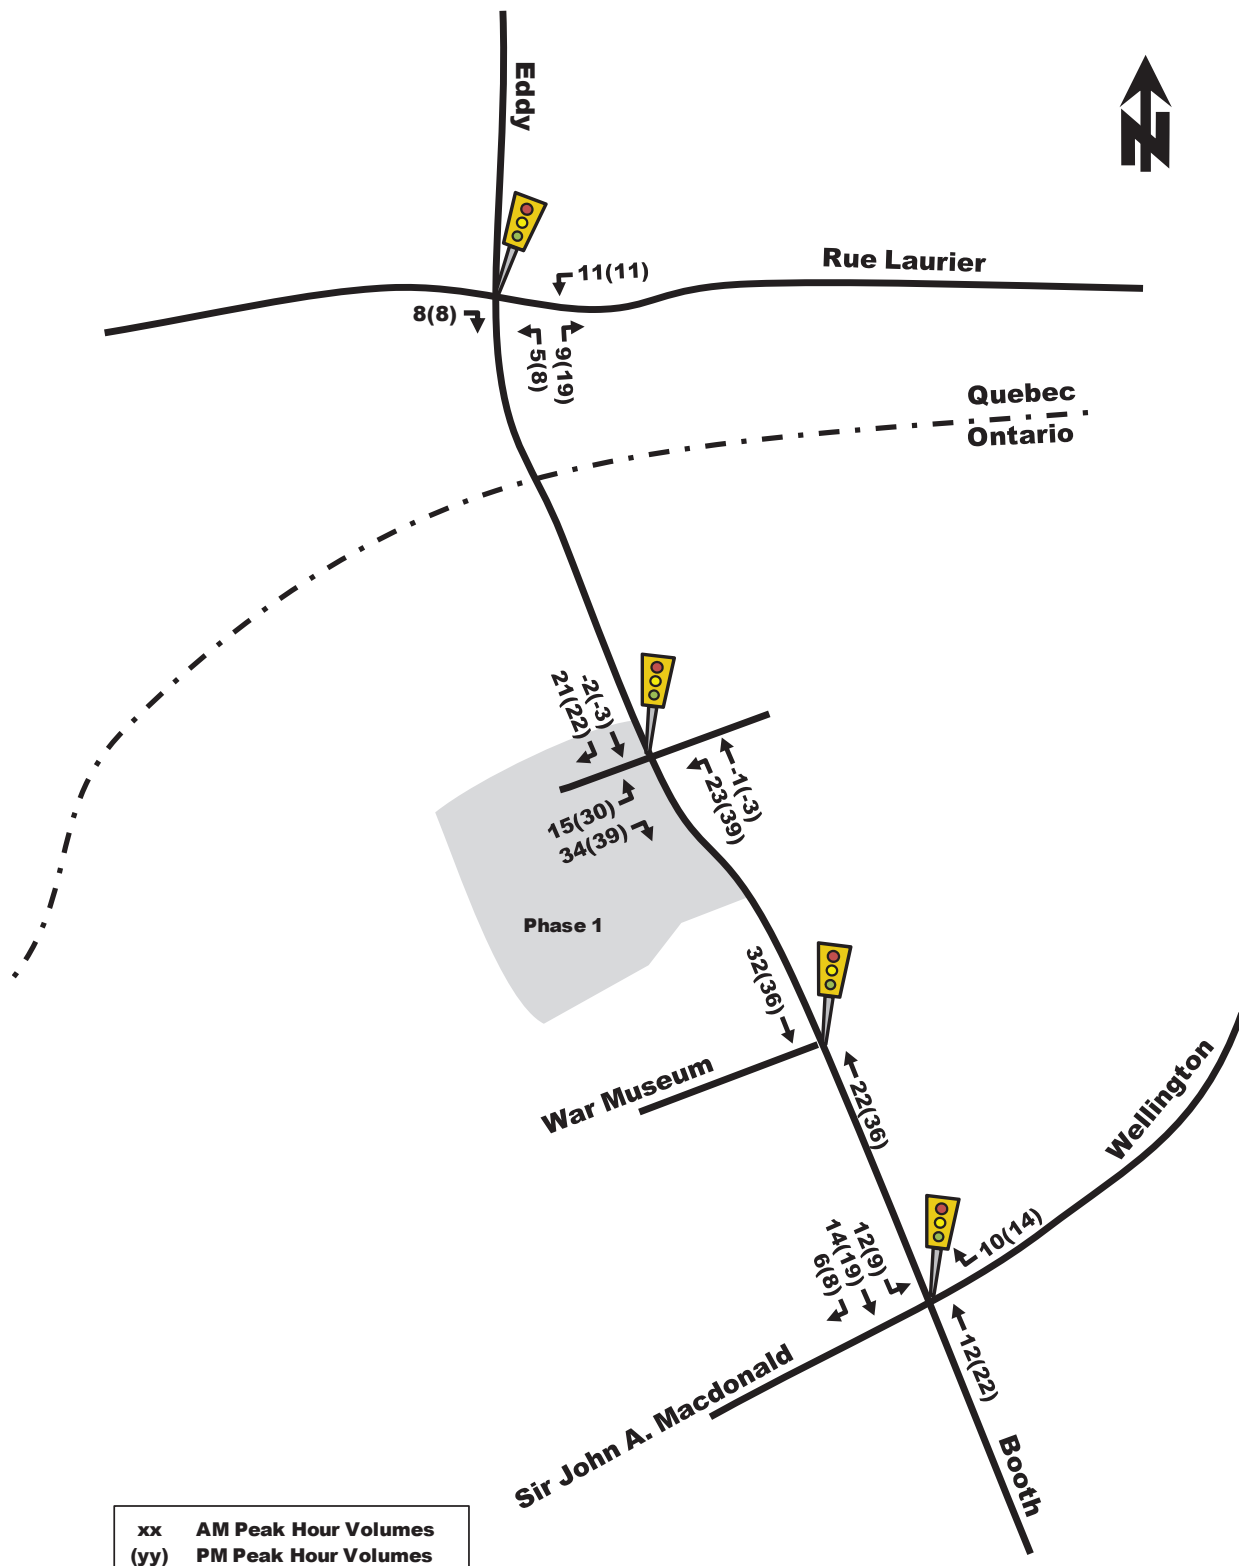 Eddy
N
11(11)
Rue Laurier
8(8)
5(8)
9(19)
Quebec
Ontario
-2(-3)
21(22)
-1(-3)
23(39)
15(30)
34(39)
Phase 1
32(36)
War Museum
22(36)
Wellington
10(14)
12(9)
14(19)
6(8)
12(22)
Sir John A. Macdonald
Booth
xx AM Peak Hour Volumes
(yy) PM Peak Hour Volumes